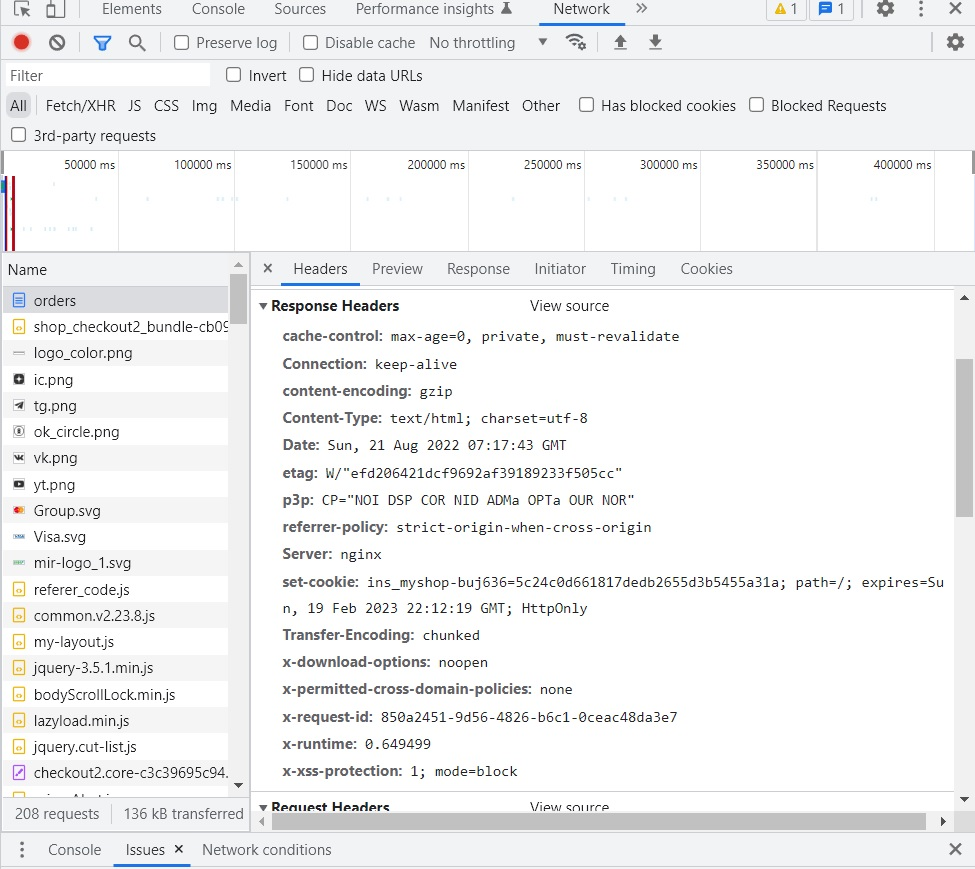 Elements Console Sources Performance insights Network » 1 1
Preserve log Disable cache No throttling
Filter Invert Hide data URLs
All Fetch/XHR JS CSS Img Media Font Doc WS Wasm Manifest Other Has blocked cookies Blocked Requests
3rd-party requests
50000 ms 100000 ms 150000 ms 200000 ms 250000 ms 300000 ms 350000 ms 400000 ms
Name
orders
shop_checkout2_bundle-cb09
logo_color.png
ic.png
tg.png
ok_circle.png
vk.png
yt.png
Group.svg
Visa.svg
mir-logo_1.svg
referer_code.js
common.v2.23.8.js
my-layout.js
jquery-3.5.1.min.js
bodyScrollLock.min.js
lazyload.min.js
jquery.cut-list.js
checkout2.core-c3c39695c94.
208 requests 136 kB transferred
Headers Preview Response Initiator Timing Cookies
Response Headers View source
cache-control: max-age=0, private, must-revalidate
Connection: keep-alive
content-encoding: gzip
Content-Type: text/html; charset=utf-8
Date: Sun, 21 Aug 2022 07:17:43 GMT
etag: W/"efd206421dcf9692af39189233f505cc"
p3p: CP="NOI DSP COR NID ADMa OPTa OUR NOR"
referrer-policy: strict-origin-when-cross-origin
Server: nginx
set-cookie: ins_myshop-buj636=5c24c0d661817dedb2655d3b5455a31a; path=/; expires=Su
n, 19 Feb 2023 22:12:19 GMT; HttpOnly
Transfer-Encoding: chunked
x-download-options: noopen
x-permitted-cross-domain-policies: none
x-request-id: 850a2451-9d56-4826-b6c1-0ceac48da3e7
x-runtime: 0.649499
x-xss-protection: 1; mode=block
Request Headers View source
Console Issues Network conditions